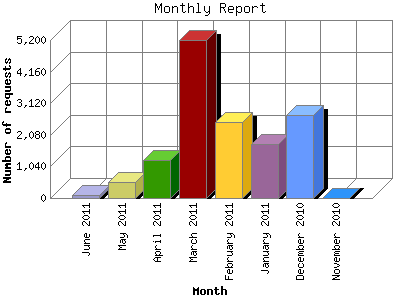 Monthly Report
Number of requests
5,200
4,160
3,120
2,080
1,040
0
June 2011
May 2011
April 2011
March 2011
February 2011
January 2011
December 2010
November 2010
Month